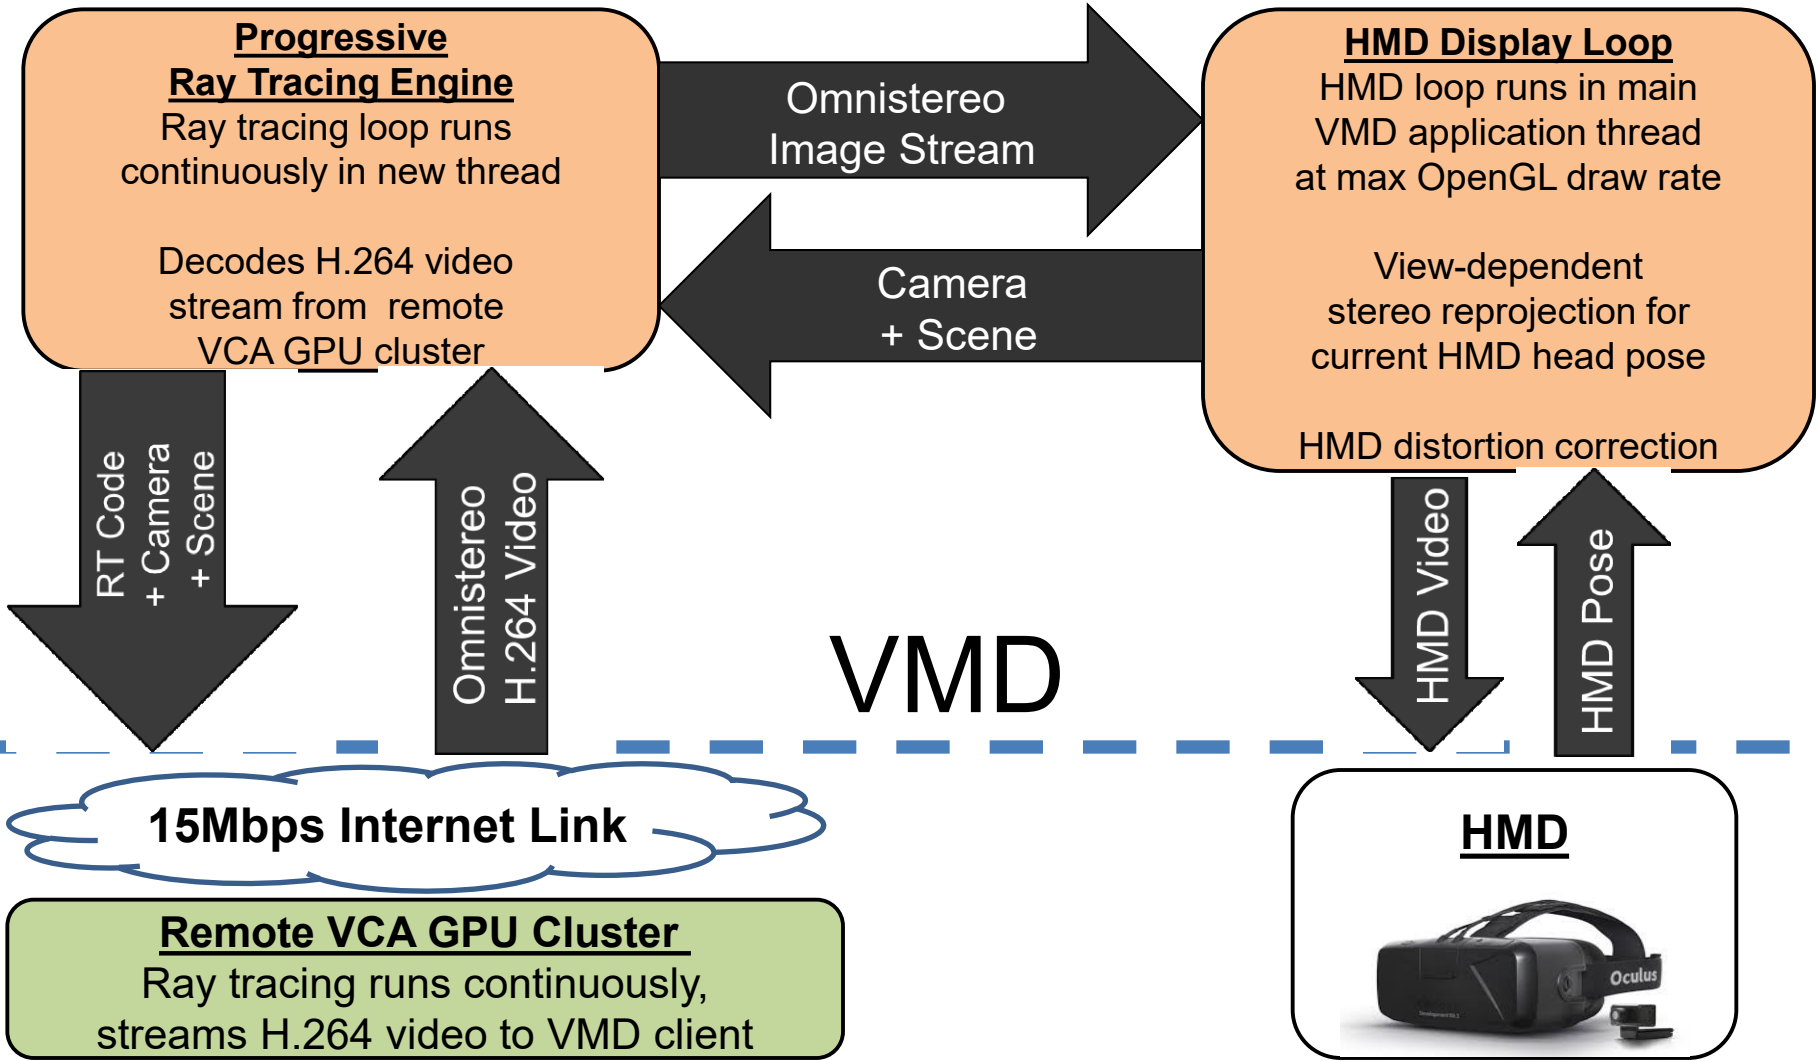 Progressive
Ray Tracing Engine
Ray tracing loop runs
continuously in new thread
Decodes H.264 video
stream from remote
VCA GPU cluster
Omnistereo
Image Stream
Camera
+ Scene
HMD Display Loop
HMD loop runs in main
VMD application thread
at max OpenGL draw rate
View-dependent
stereo reprojection for
current HMD head pose
HMD distortion correction
RT Code
+ Camera
+ Scene
Omnistereo
H.264 Video
VMD
HMD Video
HMD Pose
15Mbps Internet Link
Remote VCA GPU Cluster
Ray tracing runs continuously,
streams H.264 video to VMD client
HMD
Oculus